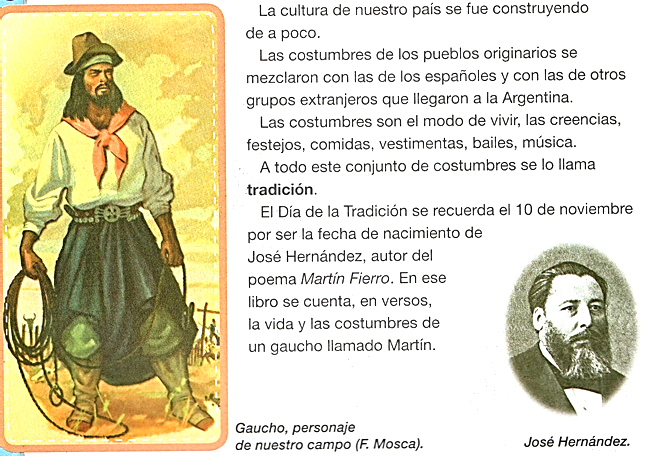 La cultura de nuestro país se fue construyendo
de a poco.
Las costumbres de los pueblos originarios se
mezclaron con las de los españoles y con las de otros
grupos extranjeros que llegaron a la Argentina.
Las costumbres son el modo de vivir, las creencias,
festejos, comidas, vestimentas, bailes, música.
A todo este conjunto de costumbres se lo llama
tradición.
El Día de la Tradición se recuerda el 10 de noviembre
por ser la fecha de nacimiento de
José Hernández, autor del
poema Martín Fierro. En ese
libro se cuenta, en versos,
la vida y las costumbres de
un gaucho llamado Martín.
Gaucho, personaje
de nuestro campo (F. Mosca).
José Hernández.